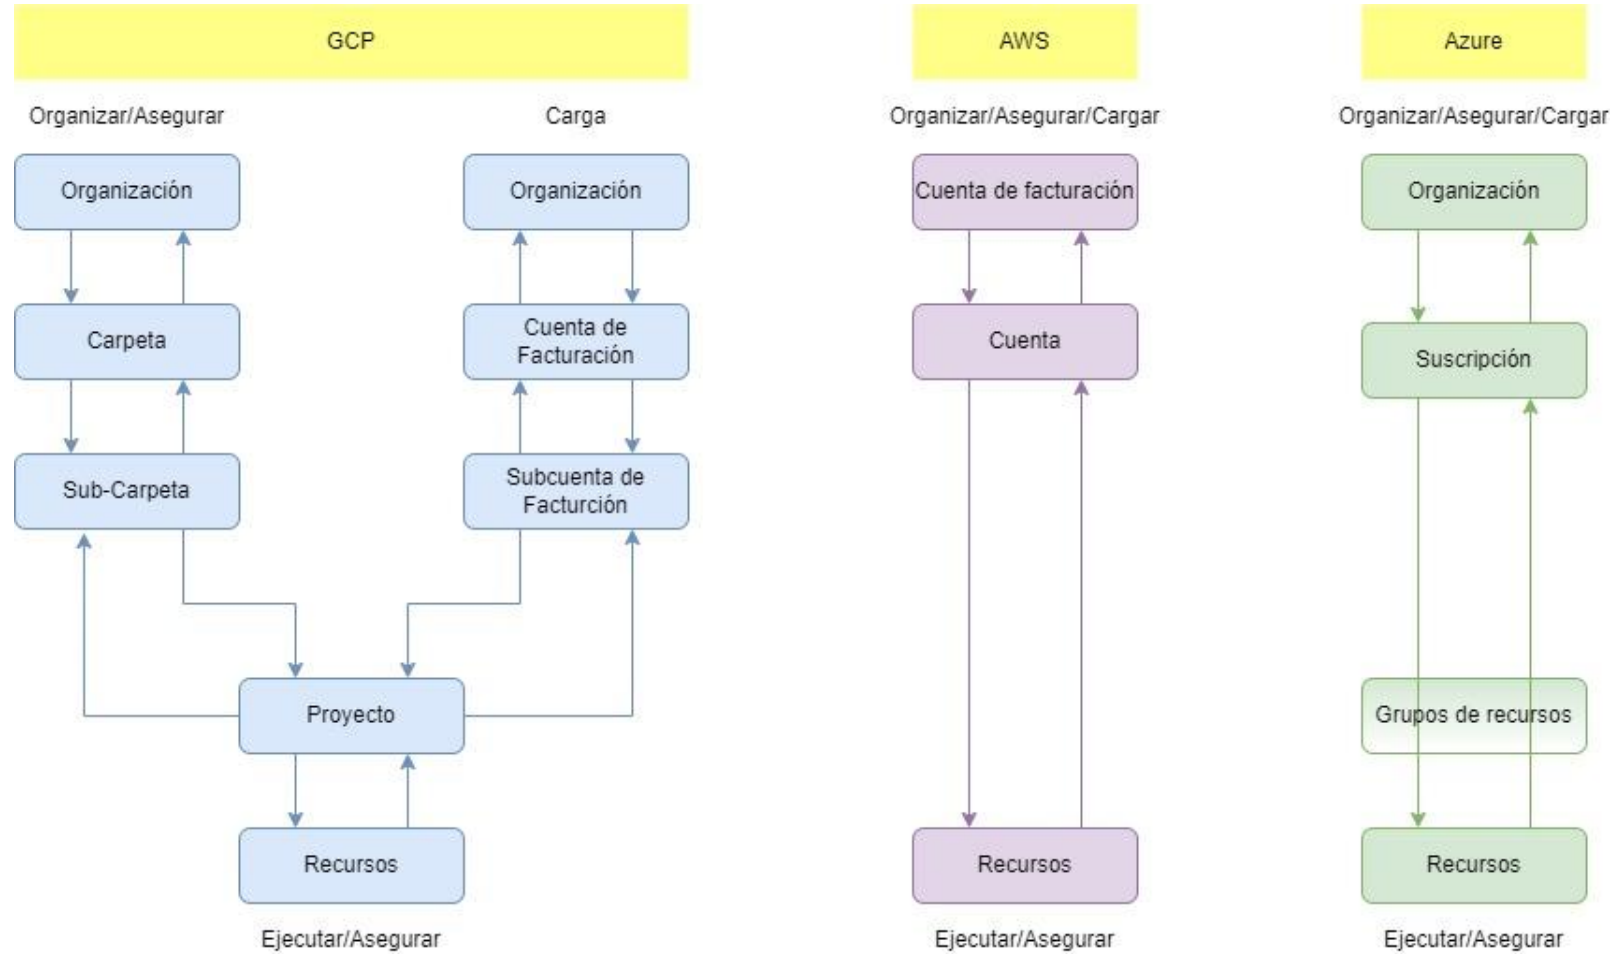 GCP
AWS
Azure
Organizar/Asegurar
Carga
Organizar/Asegurar/Cargar
Organizar/Asegurar/Cargar
Organización
Organización
Cuenta de facturación
Organización
Carpeta
Cuenta de
Facturación
Cuenta
Suscripción
Sub-Carpeta
Subcuenta de
Facturción
Proyecto
Grupos de recursos
Recursos
Recursos
Recursos
Ejecutar/Asegurar
Ejecutar/Asegurar
Ejecutar/Asegurar